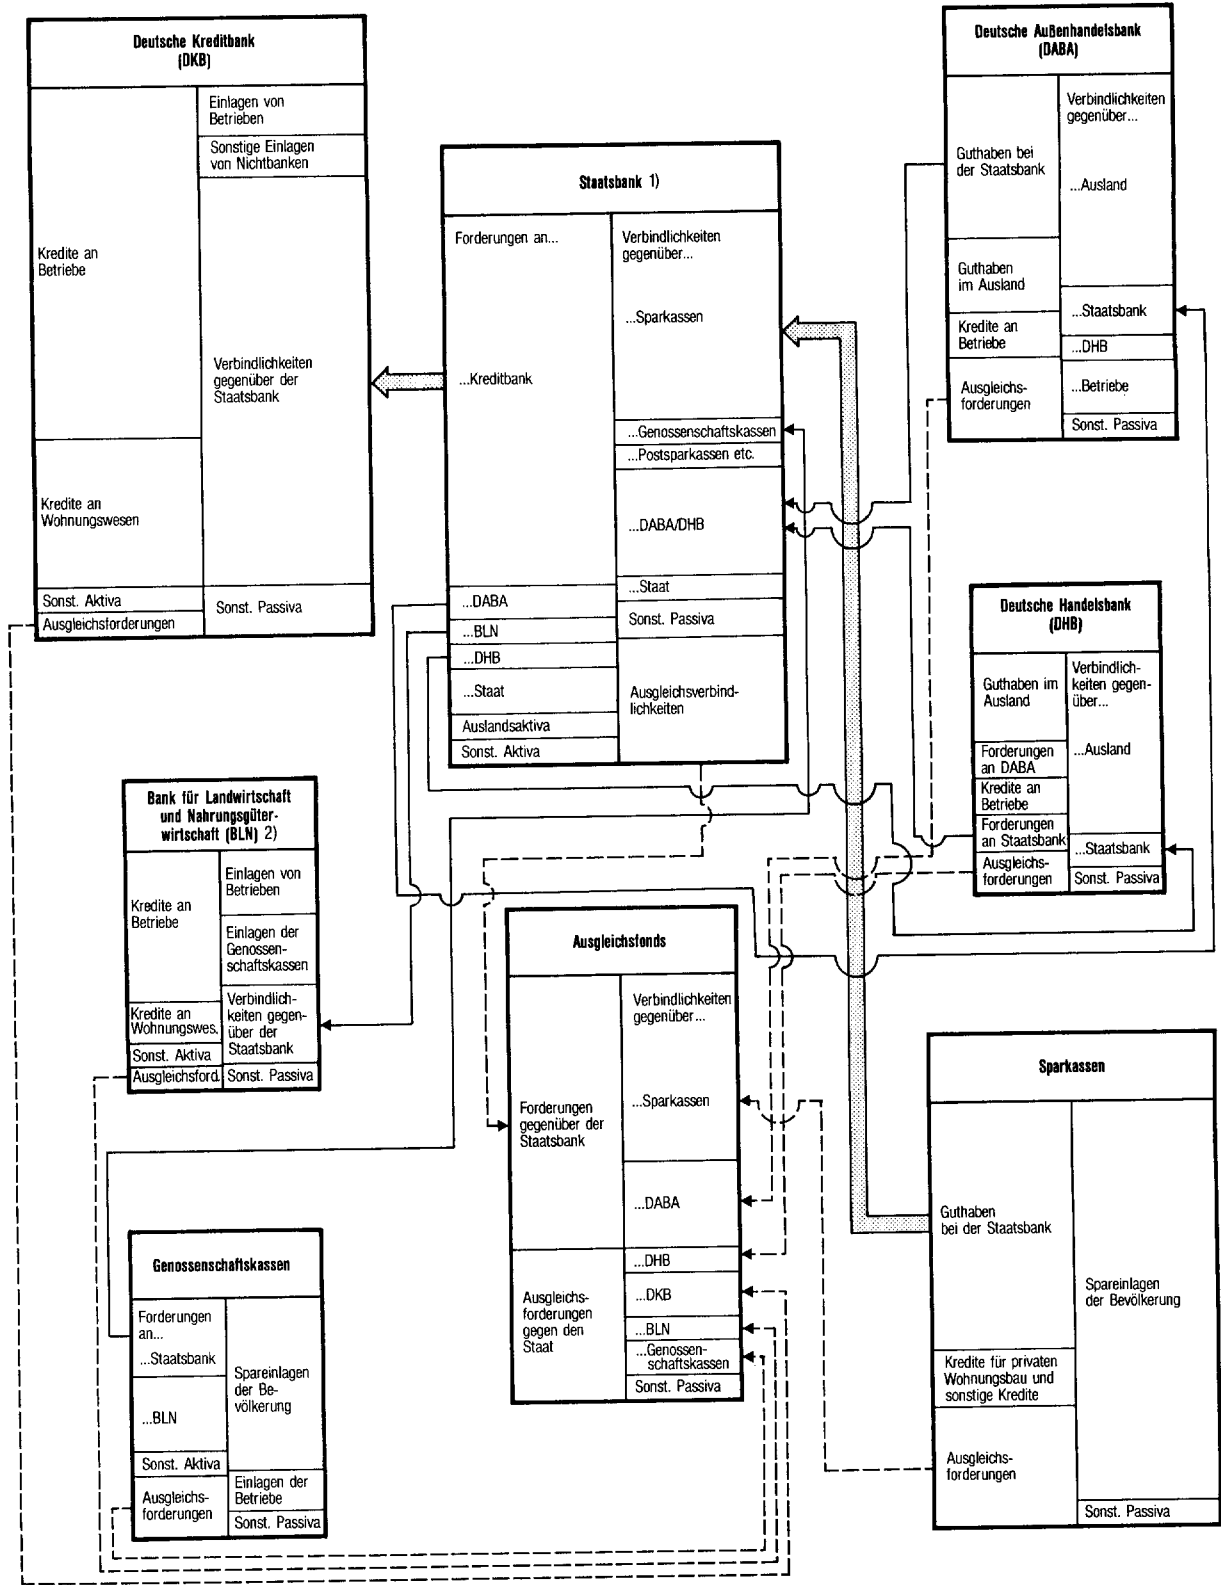 Deutsche Kreditbank
(DKB)
Kredite an
Betriebe
Kredite an
Wohnungswesen
Sonst. Aktiva
Ausgleichsforderungen
Einlagen von
Betrieben
Sonstige Einlagen
von Nichtbanken
Verbindlichkeiten
gegenüber der
Staatsbank
Sonst. Passiva
Staatsbank 1)
Forderungen an...
...Kreditbank
...DABA
...BLN
...DHB
...Staat
Auslandsaktiva
Sonst. Aktiva
Verbindlichkeiten
gegenüber...
...Sparkassen
...Genossenschaftskassen
...Postsparkassen etc.
...DABA/DHB
...Staat
Sonst. Passiva
Ausgleichsverbind-
lichkeiten
Deutsche Außenhandelsbank
(DABA)
Guthaben bei
der Staatsbank
Guthaben
im Ausland
Kredite an
Betriebe
Ausgleichs-
forderungen
Verbindlichkeiten
gegenüber...
...Ausland
...Staatsbank
...DHB
...Betriebe
Sonst. Passiva
Deutsche Handelsbank
(DHB)
Guthaben im
Ausland
Forderungen
an DABA
Kredite an
Betriebe
Forderungen
an Staatsbank
Ausgleichs-
forderungen
Verbindlich-
keiten gegen-
über...
...Ausland
...Staatsbank
Sonst. Passiva
Bank für Landwirtschaft
und Nahrungsgüter-
wirtschaft (BLN) 2)
Kredite an
Betriebe
Kredite an
Wohnungswes.
Sonst. Aktiva
Ausgleichsford.
Einlagen von
Betrieben
Einlagen der
Genossen-
schaftskassen
Verbindlich-
keiten gegen-
über der
Staatsbank
Sonst. Passiva
Ausgleichsfonds
Forderungen
gegenüber der
Staatsbank
Ausgleichs-
forderungen
gegen den
Staat
Verbindlichkeiten
gegenüber...
...Sparkassen
...DABA
...DHB
...DKB
...BLN
...Genossen-
schaftskassen
Sonst. Passiva
Sparkassen
Guthaben
bei der Staatsbank
Kredite für privaten
Wohnungsbau und
sonstige Kredite
Ausgleichs-
forderungen
Spareinlagen
der Bevölkerung
Sonst. Passiva
Genossenschaftskassen
Forderungen
an...
...Staatsbank
...BLN
Sonst. Aktiva
Ausgleichs-
forderungen
Spareinlagen
der Be-
völkerung
Einlagen der
Betriebe
Sonst. Passiva